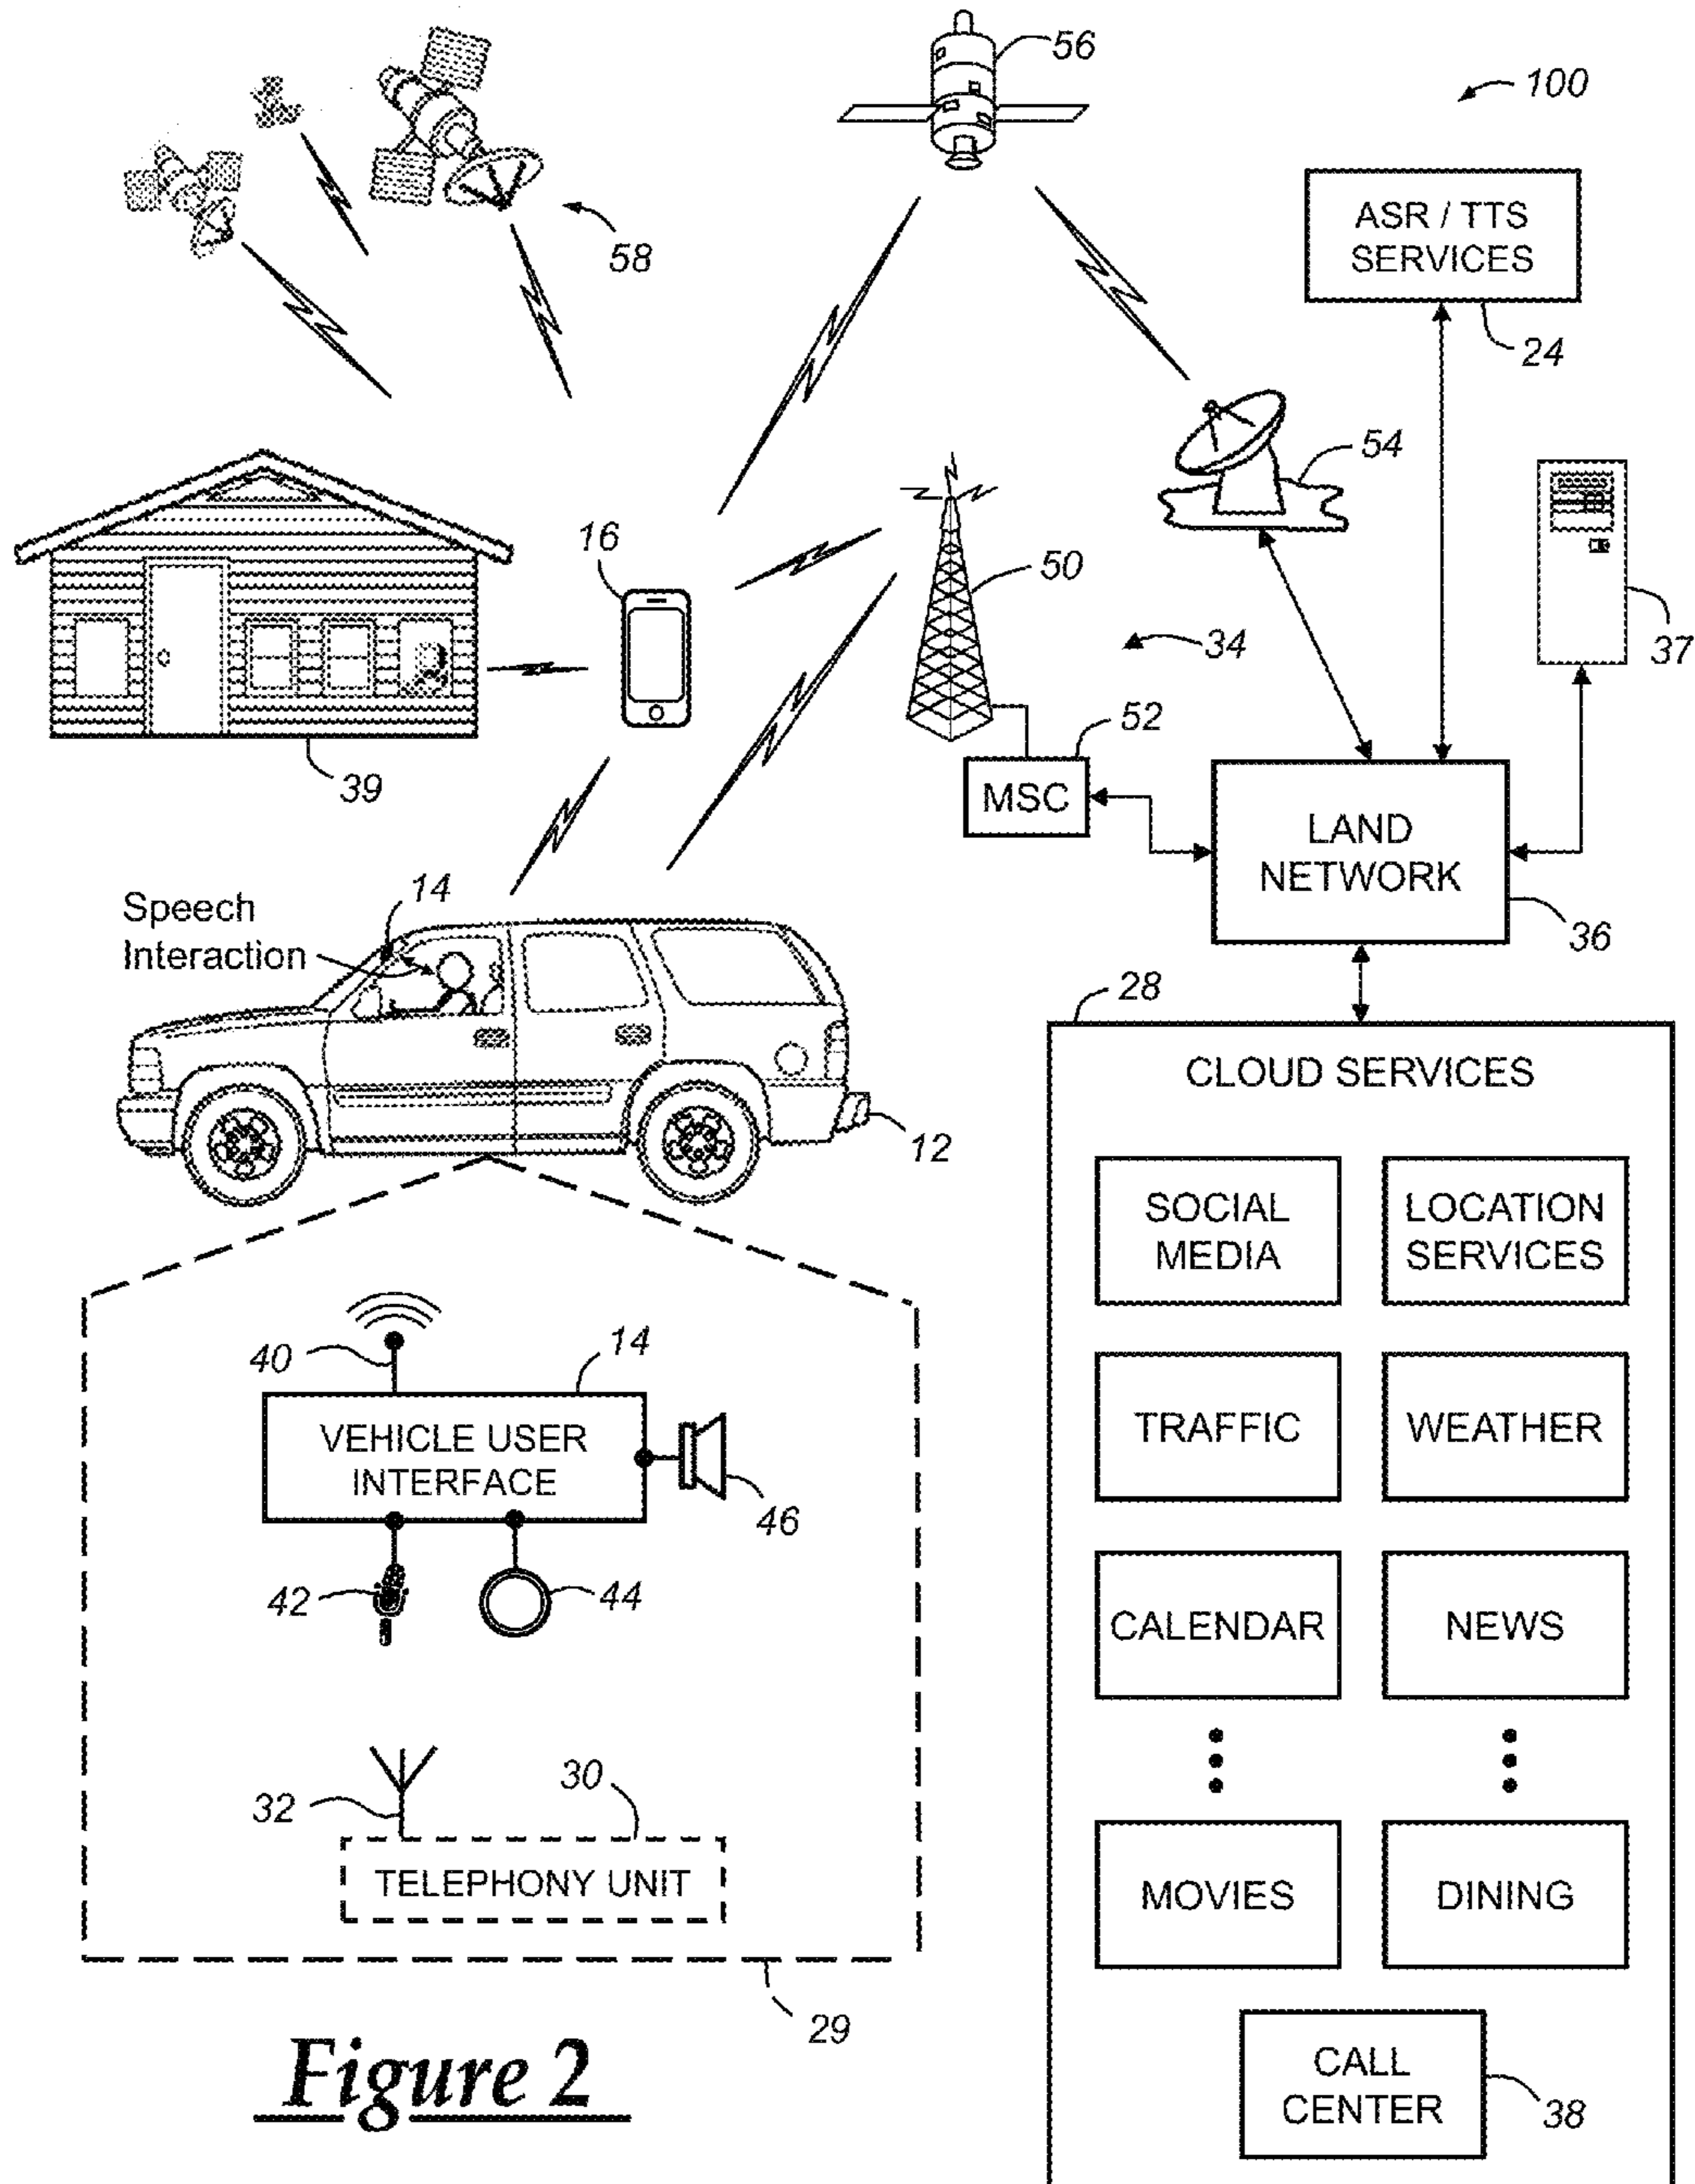 56
100
58
ASR / TTS
SERVICES
24
54
16
50
37
34
52
39
MSC
LAND
NETWORK
36
Speech
Interaction
14
12
28
CLOUD SERVICES
SOCIAL
MEDIA
LOCATION
SERVICES
TRAFFIC
WEATHER
CALENDAR
NEWS
MOVIES
DINING
CALL
CENTER
38
40
14
VEHICLE USER
INTERFACE
46
42
44
32
30
TELEPHONY UNIT
29
Figure 2